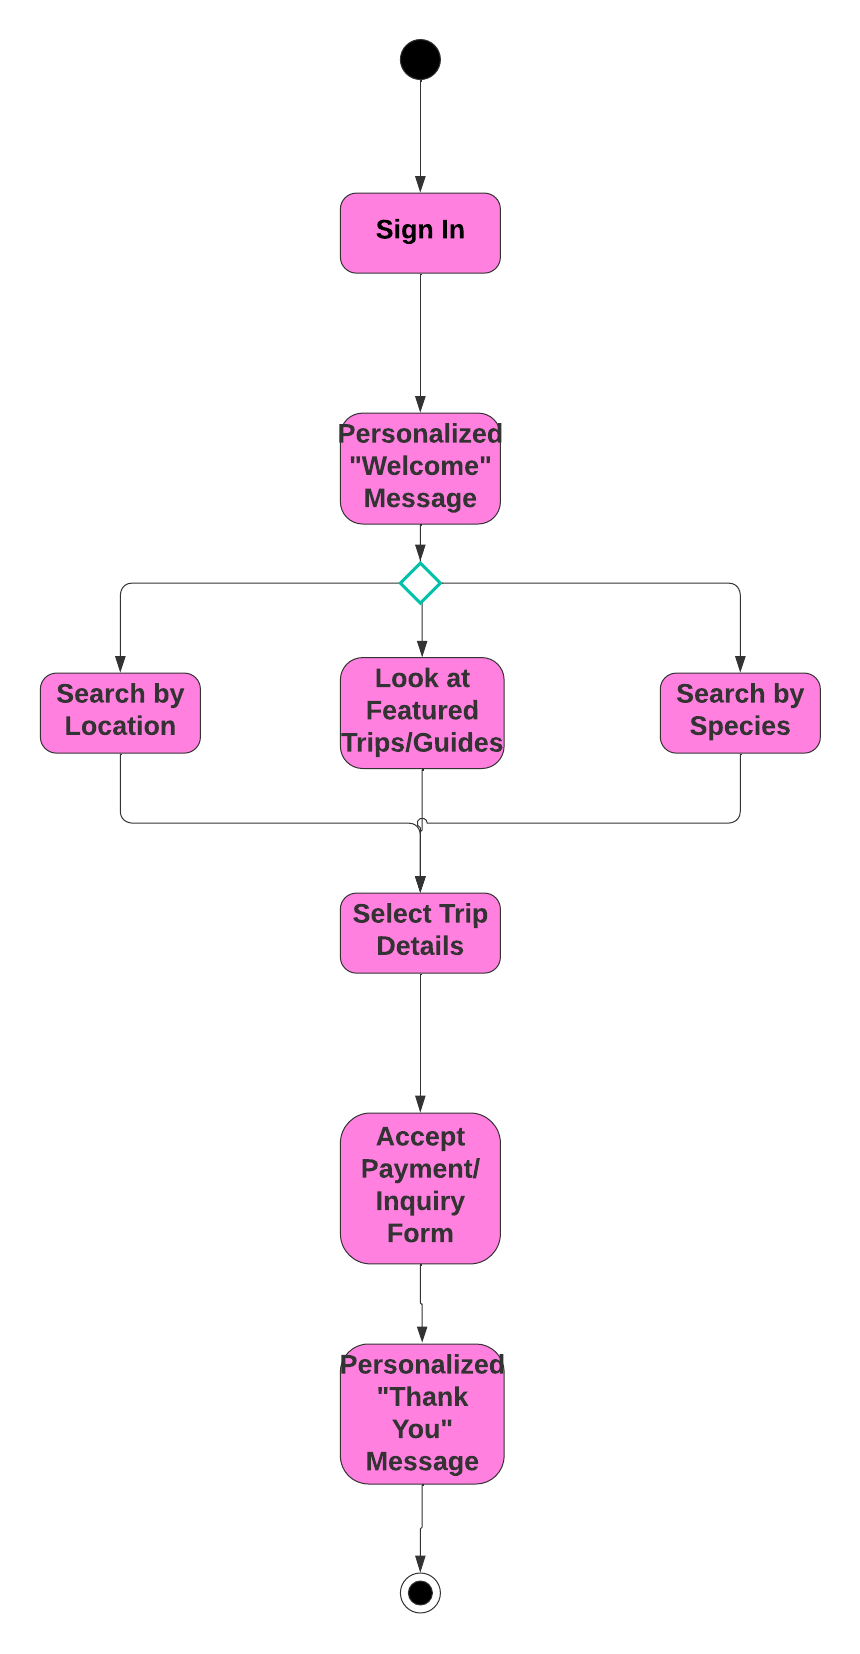 Sign In
Personalized
"Welcome"
Message
Search by
Location
Look at
Featured
Trips/Guides
Search by
Species
Select Trip
Details
Accept
Payment/
Inquiry
Form
Personalized
"Thank
You"
Message